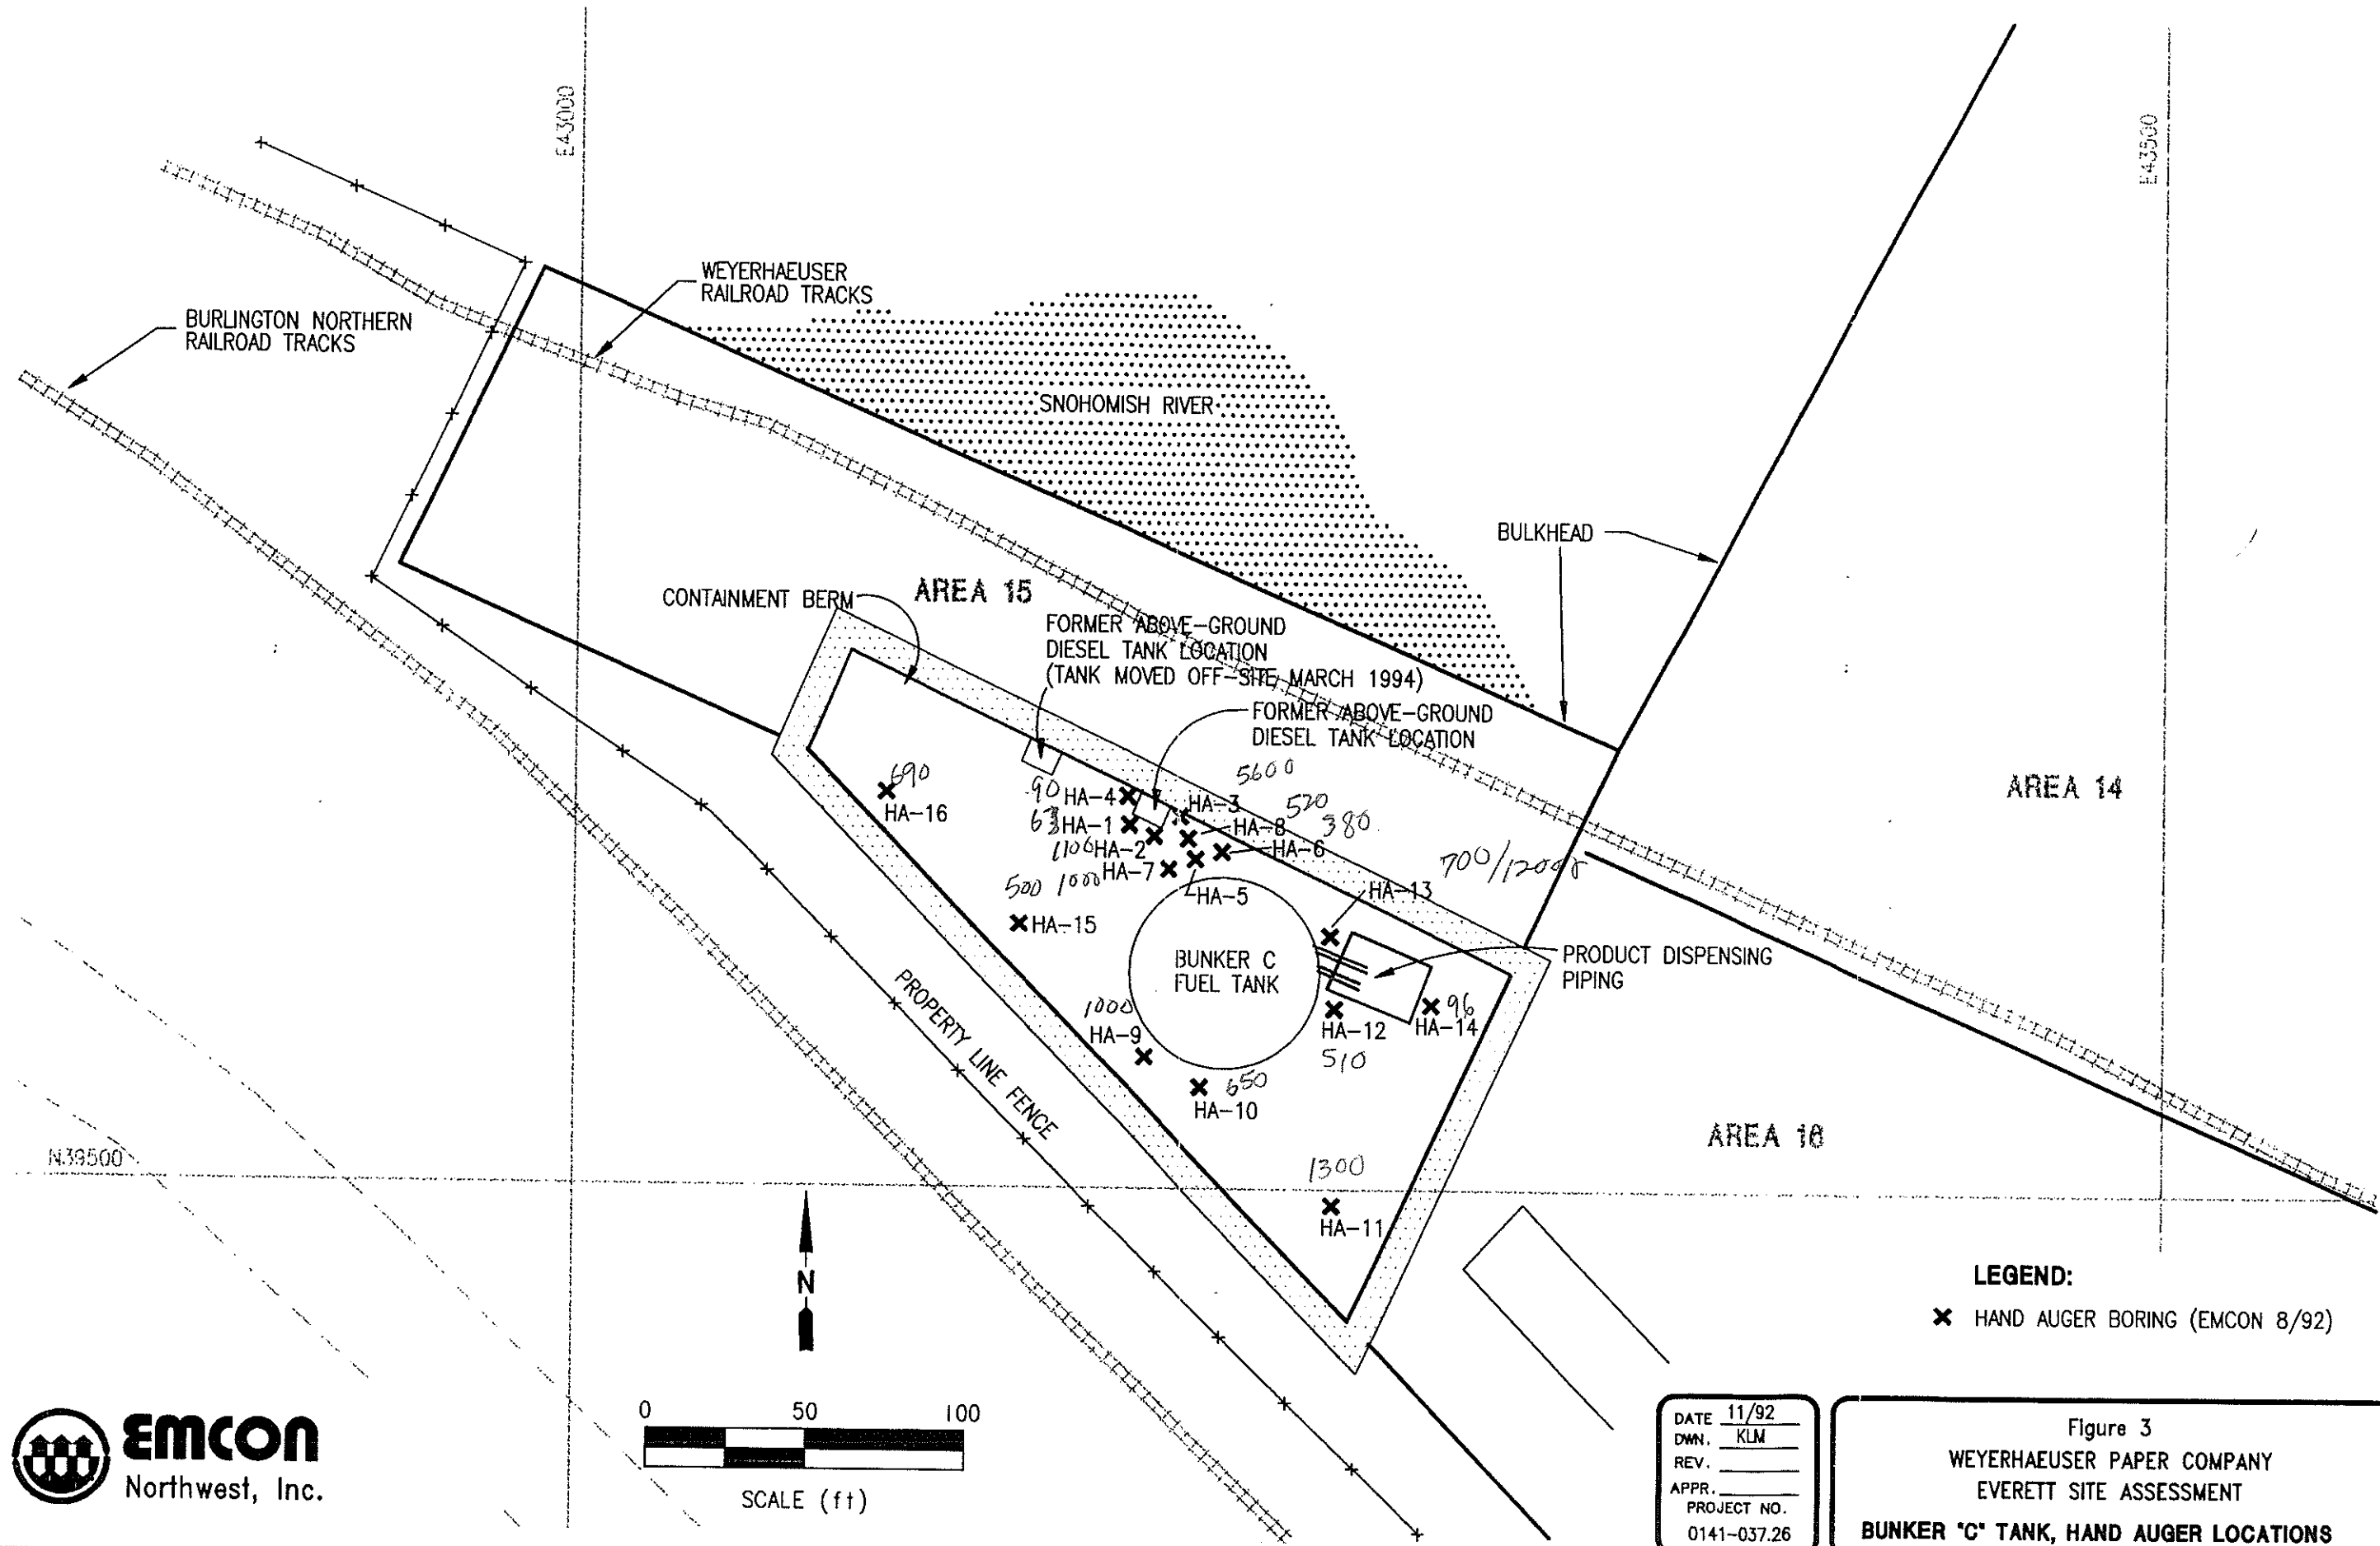 E43000
E43500
WEYERHAEUSER
RAILROAD TRACKS
BURLINGTON NORTHERN
RAILROAD TRACKS
SNOHOMISH RIVER
BULKHEAD
CONTAINMENT BERM
AREA 15
FORMER ABOVE-GROUND
DIESEL TANK LOCATION
(TANK MOVED OFF-SITE MARCH 1994)
FORMER ABOVE-GROUND
DIESEL TANK LOCATION
AREA 14
5600
690
HA-16
90 HA-4
HA-3
520
HA-1
HA-8
380
1100 HA-2
HA-6
500 1000 HA-7
HA-5
HA-13
HA-15
BUNKER C
FUEL TANK
PRODUCT DISPENSING
PIPING
PROPERTY LINE FENCE
1000
HA-9
HA-12
510
96
HA-14
650
HA-10
AREA 16
N39500
1300
HA-11
N
LEGEND:
HAND AUGER BORING (EMCON 8/92)
0 50 100
SCALE (ft)
EMCON
Northwest, Inc.
DATE 11/92
DWN. KLM
REV.
APPR.
PROJECT NO.
0141-037.26
Figure 3
WEYERHAEUSER PAPER COMPANY
EVERETT SITE ASSESSMENT
BUNKER "C" TANK, HAND AUGER LOCATIONS